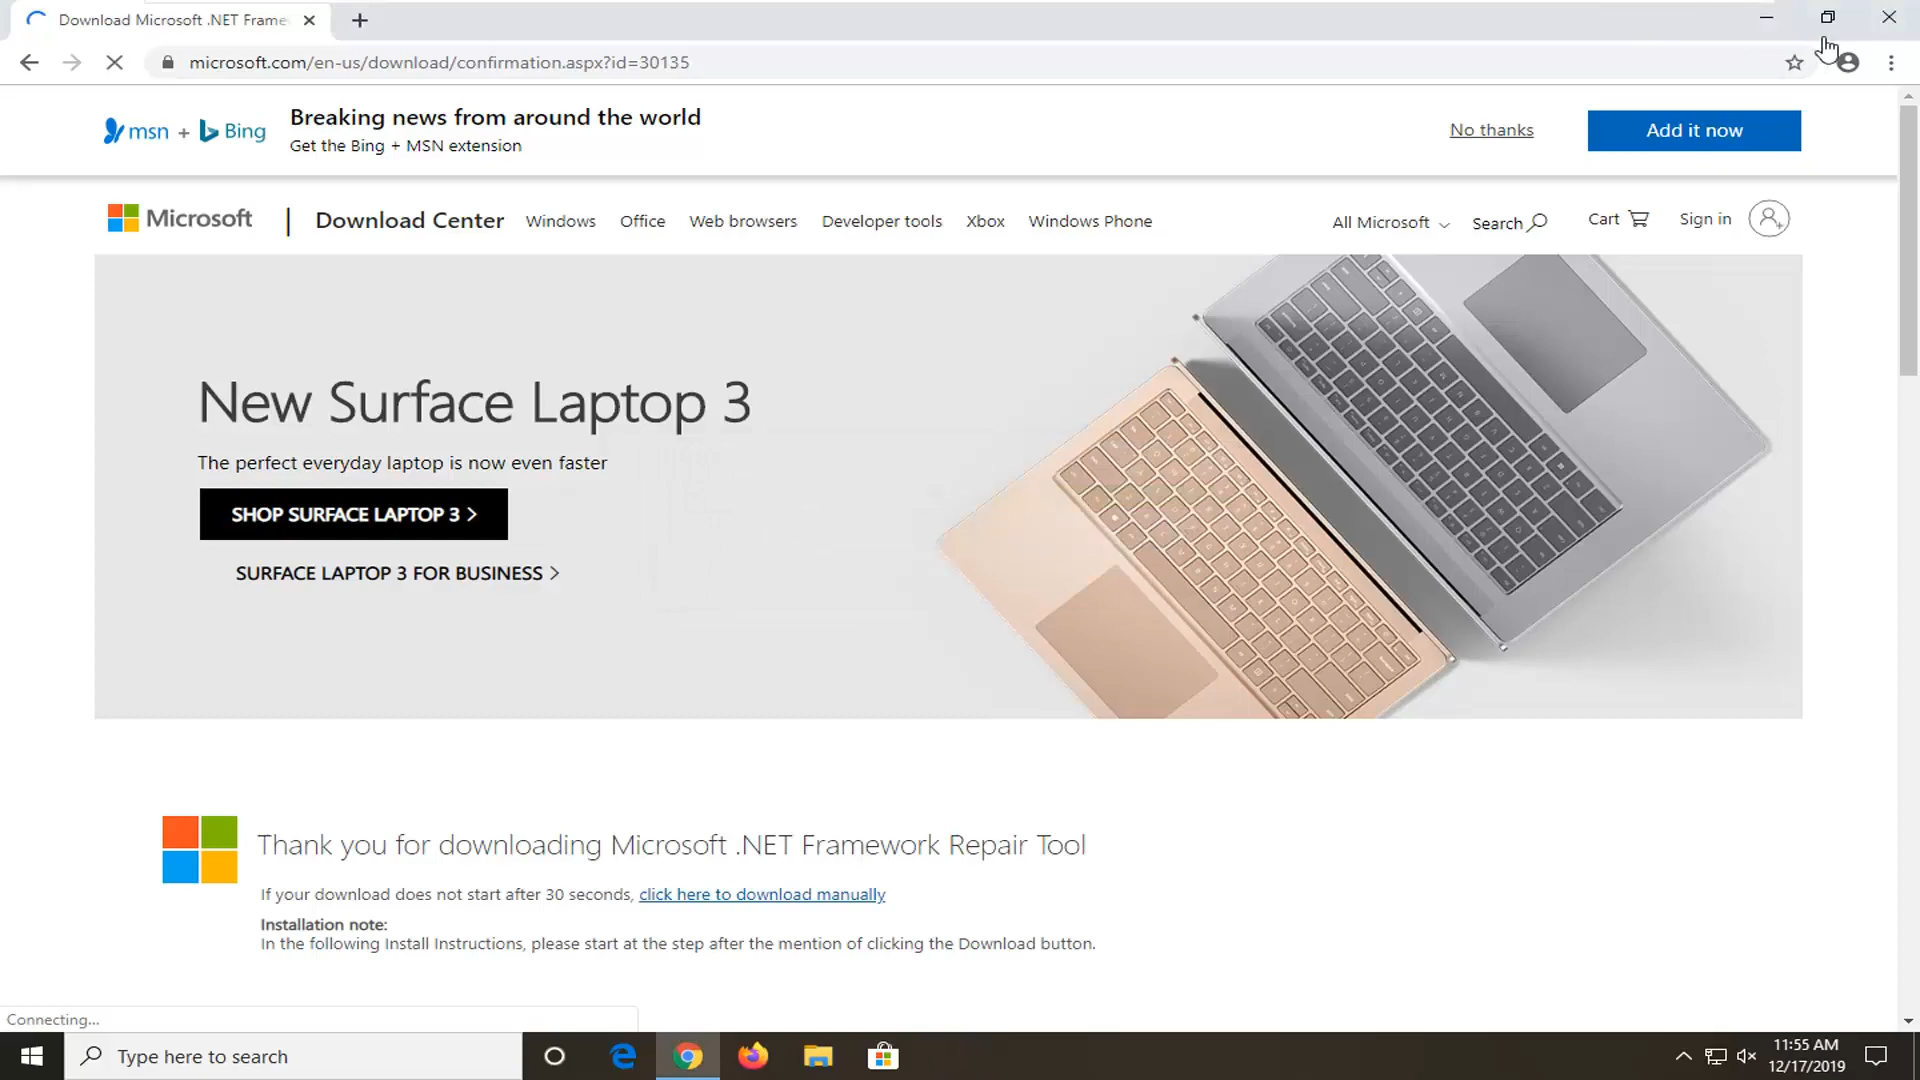 Download Microsoft .NET Frame
microsoft.com/en-us/download/confirmation.aspx?id=30135
msn + Bing
Breaking news from around the world
Get the Bing + MSN extension
No thanks
Add it now
Microsoft
Download Center
Windows
Office
Web browsers
Developer tools
Xbox
Windows Phone
All Microsoft
Search
Cart
Sign in
New Surface Laptop 3
The perfect everyday laptop is now even faster
SHOP SURFACE LAPTOP 3 >
SURFACE LAPTOP 3 FOR BUSINESS >
Thank you for downloading Microsoft .NET Framework Repair Tool
If your download does not start after 30 seconds, click here to download manually
Installation note:
In the following Install Instructions, please start at the step after the mention of clicking the Download button.
Connecting...
Type here to search
11:55 AM
12/17/2019